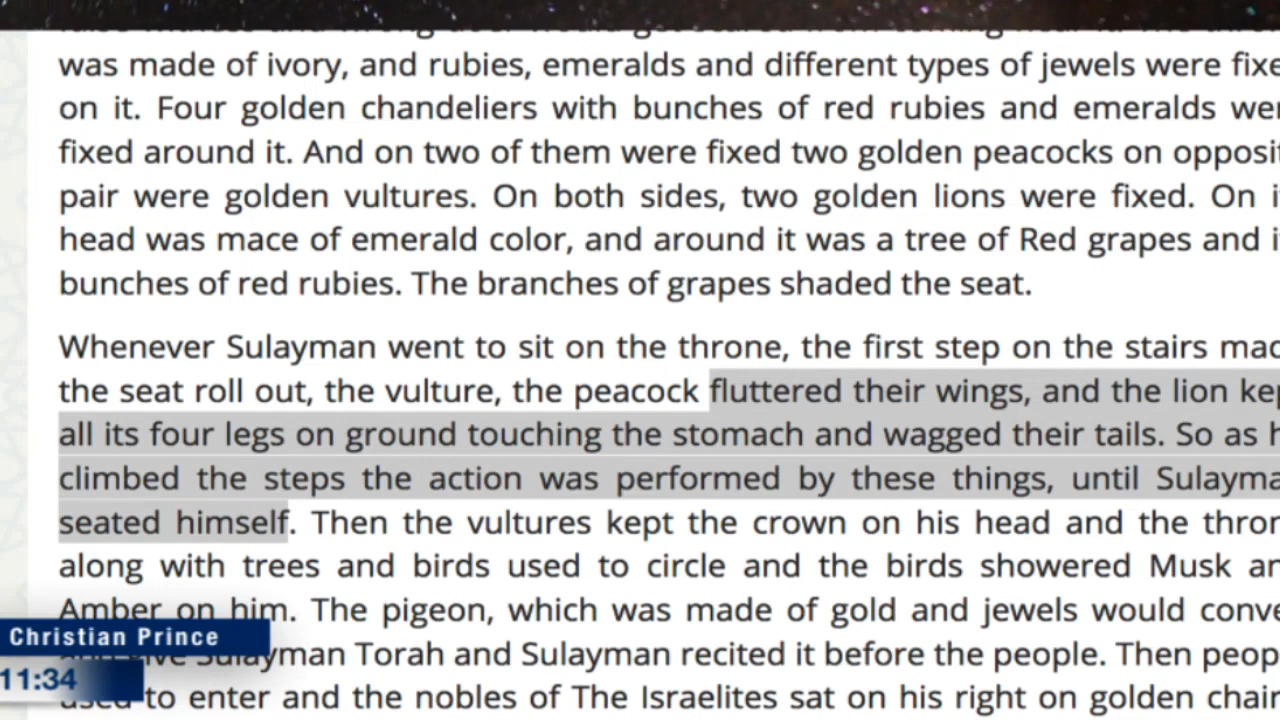 was made of ivory, and rubies, emeralds and different types of jewels were fixe
on it. Four golden chandeliers with bunches of red rubies and emeralds wer
fixed around it. And on two of them were fixed two golden peacocks on opposit
pair were golden vultures. On both sides, two golden lions were fixed. On i
head was mace of emerald color, and around it was a tree of Red grapes and i
bunches of red rubies. The branches of grapes shaded the seat.
Whenever Sulayman went to sit on the throne, the first step on the stairs mad
the seat roll out, the vulture, the peacock fluttered their wings, and the lion kep
all its four legs on ground touching the stomach and wagged their tails. So as h
climbed the steps the action was performed by these things, until Sulayma
seated himself. Then the vultures kept the crown on his head and the thron
along with trees and birds used to circle and the birds showered Musk an
Amber on him. The pigeon, which was made of gold and jewels would conve
Sulayman Torah and Sulayman recited it before the people. Then peop
used to enter and the nobles of The Israelites sat on his right on golden chair
Christian Prince
11:34